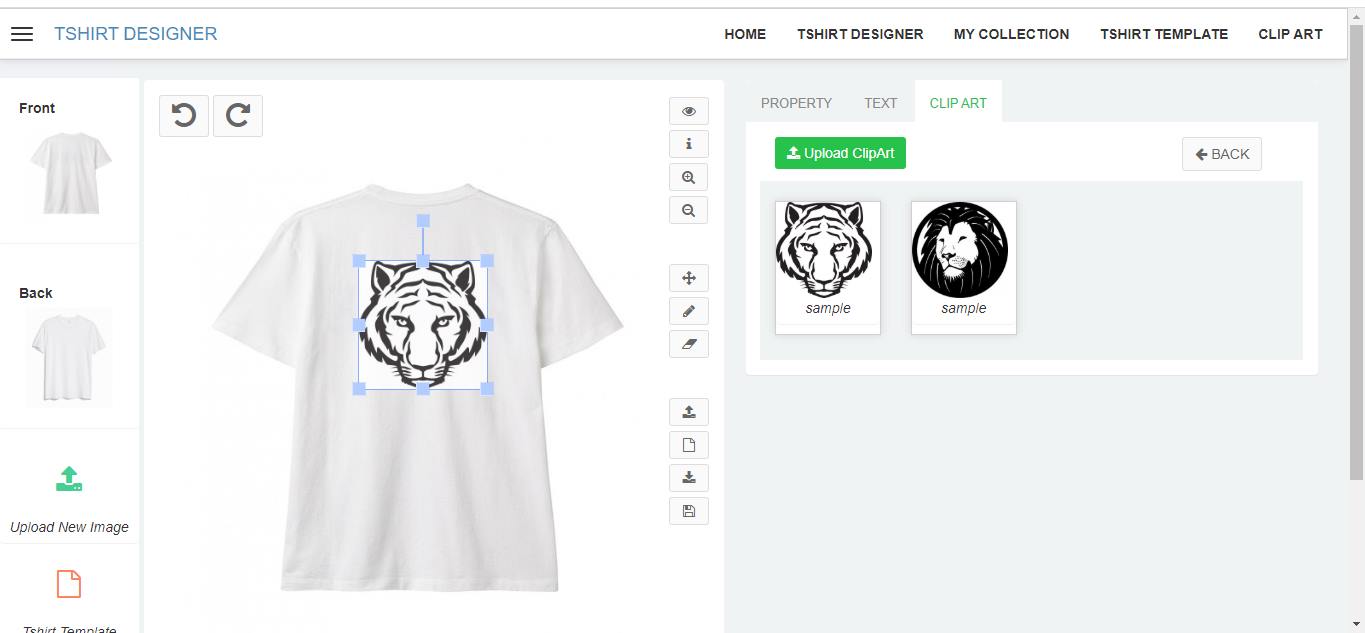 TSHIRT DESIGNER
HOME TSHIRT DESIGNER MY COLLECTION TSHIRT TEMPLATE CLIP ART
Front
Back
Upload New Image
Tshirt Template
PROPERTY TEXT CLIP ART
Upload ClipArt
BACK
sample sample